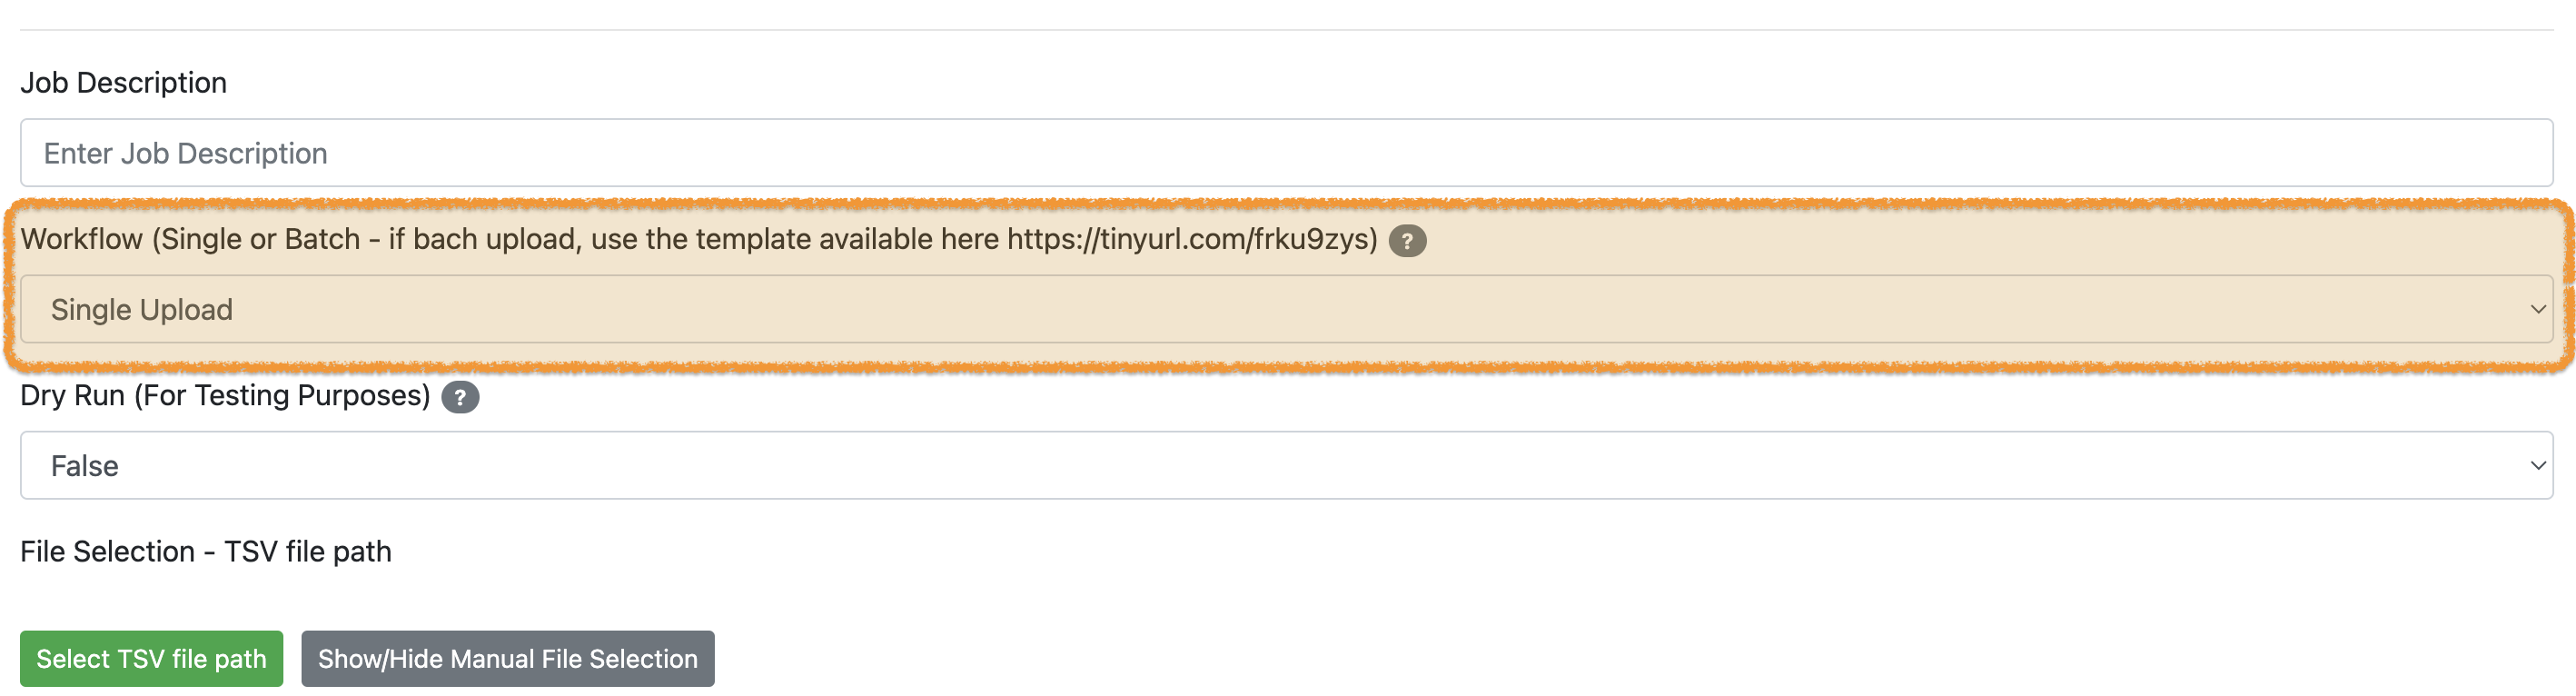 Job Description
Enter Job Description
Workflow (Single or Batch - if bach upload, use the template available here https://tinyurl.com/frku9zys) ?
Single Upload
Dry Run (For Testing Purposes) ?
False
File Selection - TSV file path
Select TSV file path Show/Hide Manual File Selection